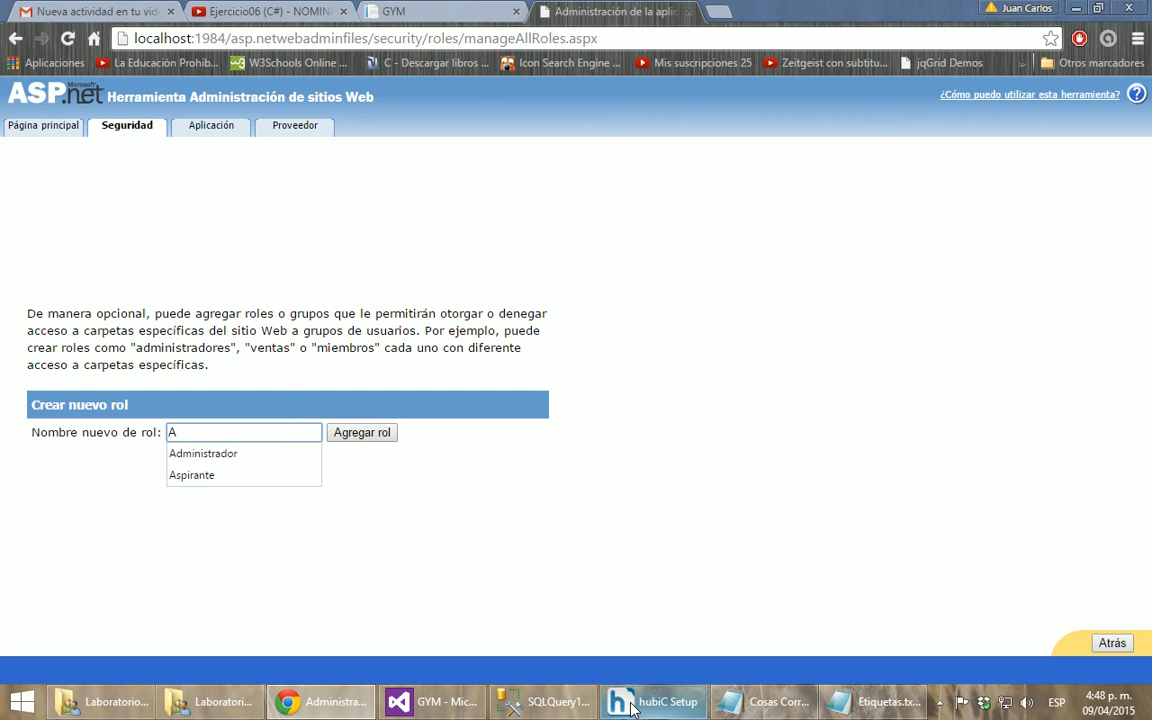 Nueva actividad en tu vid
Ejercicio06 (C#) - NOMINA
GYM
Administración de la aplic
Juan Carlos
localhost:1984/asp.netwebadminfiles/security/roles/manageAllRoles.aspx
Aplicaciones
La Educación Prohib...
W3Schools Online ...
C - Descargar libros ...
Icon Search Engine ...
Mis suscripciones 25
Zeitgeist con subtitu...
jqGrid Demos
»
Otros marcadores
Microsoft
ASP.net Herramienta Administración de sitios Web
¿Cómo puedo utilizar esta herramienta? ?
Página principal
Seguridad
Aplicación
Proveedor
De manera opcional, puede agregar roles o grupos que le permitirán otorgar o denegar
acceso a carpetas específicas del sitio Web a grupos de usuarios. Por ejemplo, puede
crear roles como "administradores", "ventas" o "miembros" cada uno con diferente
acceso a carpetas específicas.
Crear nuevo rol
Nombre nuevo de rol: A Agregar rol
Administrador
Aspirante
Atrás
Laboratorio...
Laboratori...
Administra...
GYM - Mic...
SQLQuery1...
hubiC Setup
Cosas Corr...
Etiquetas.tx...
ESP
4:48 p. m.
09/04/2015